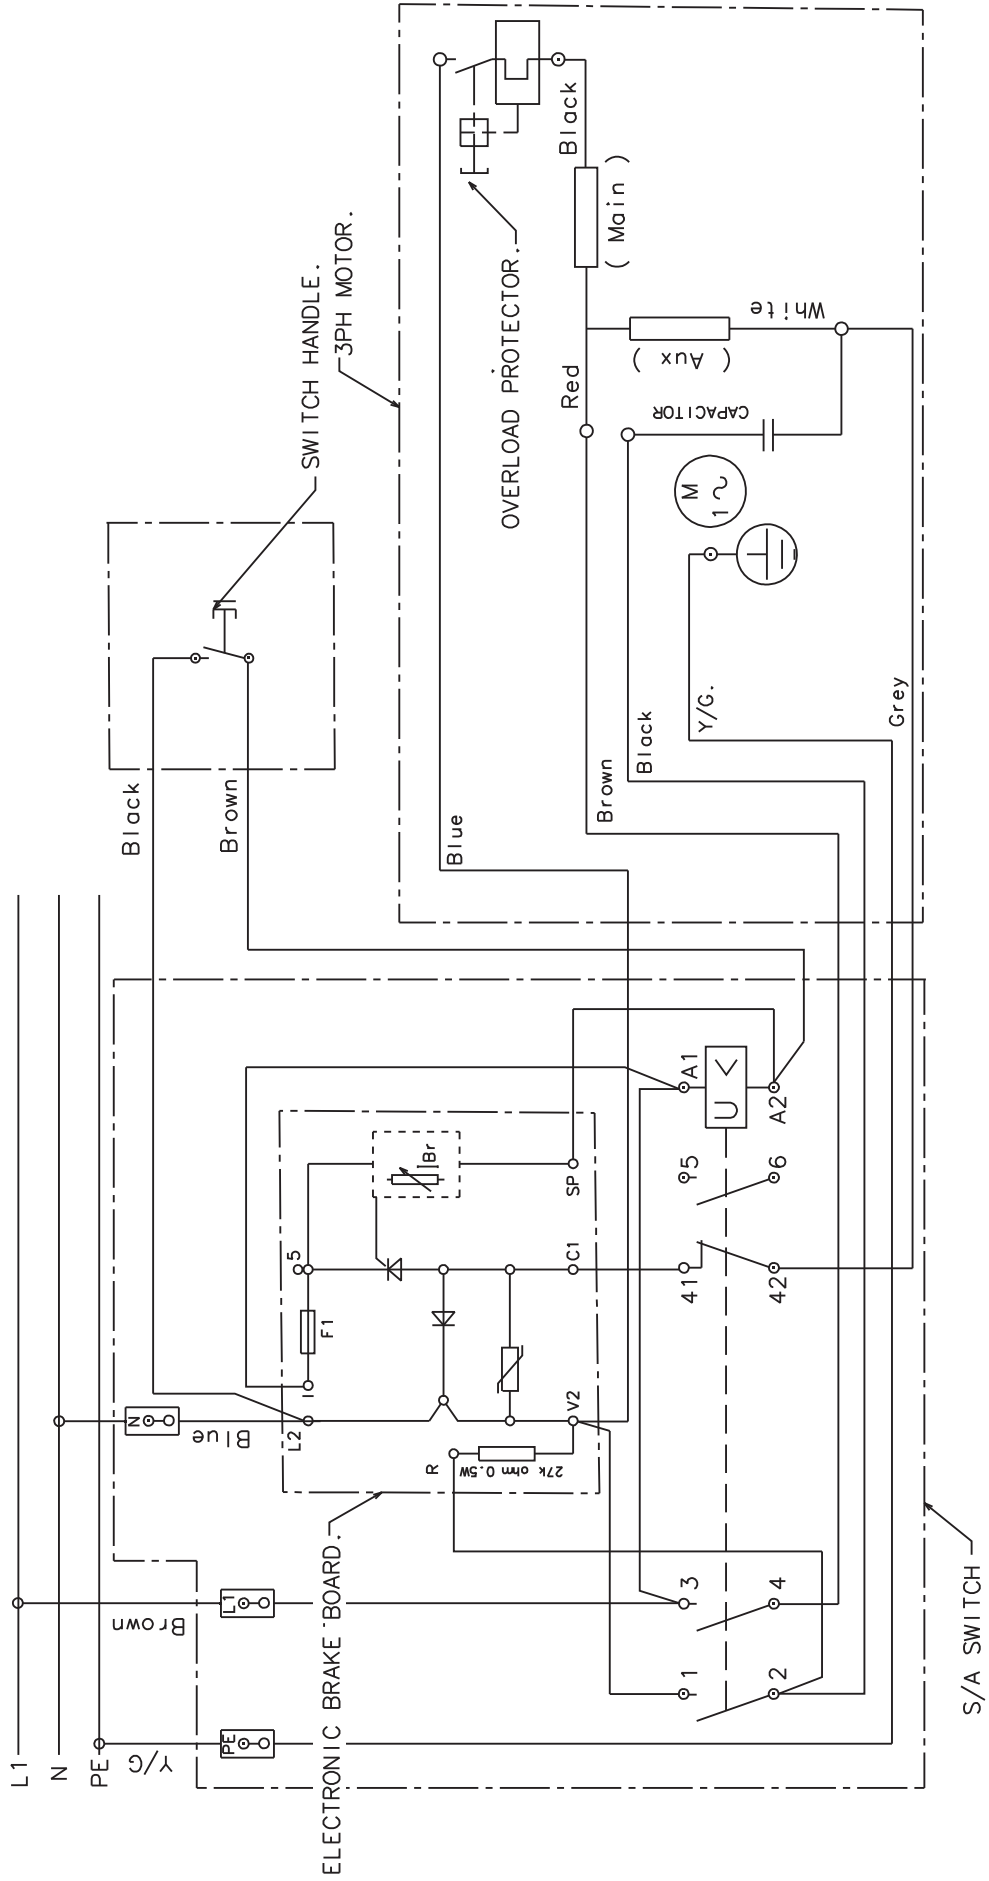 SWITCH HANDLE.
3PH MOTOR.
OVERLOAD PROTECTOR.
Black
( Main )
White
( Aux )
CAPACITOR
Red
M
1~
Y/G.
Grey
Black
Brown
Blue
Black
Brown
A1
U <
A2
5
6
41
42
C1
SP
IBr
5
F1
I
L2
V2
R
27k ohm 0.5W
N
Blue
L1
Brown
PE
Y/G
L1
N
PE
3
4
1
2
ELECTRONIC BRAKE BOARD.
S/A SWITCH